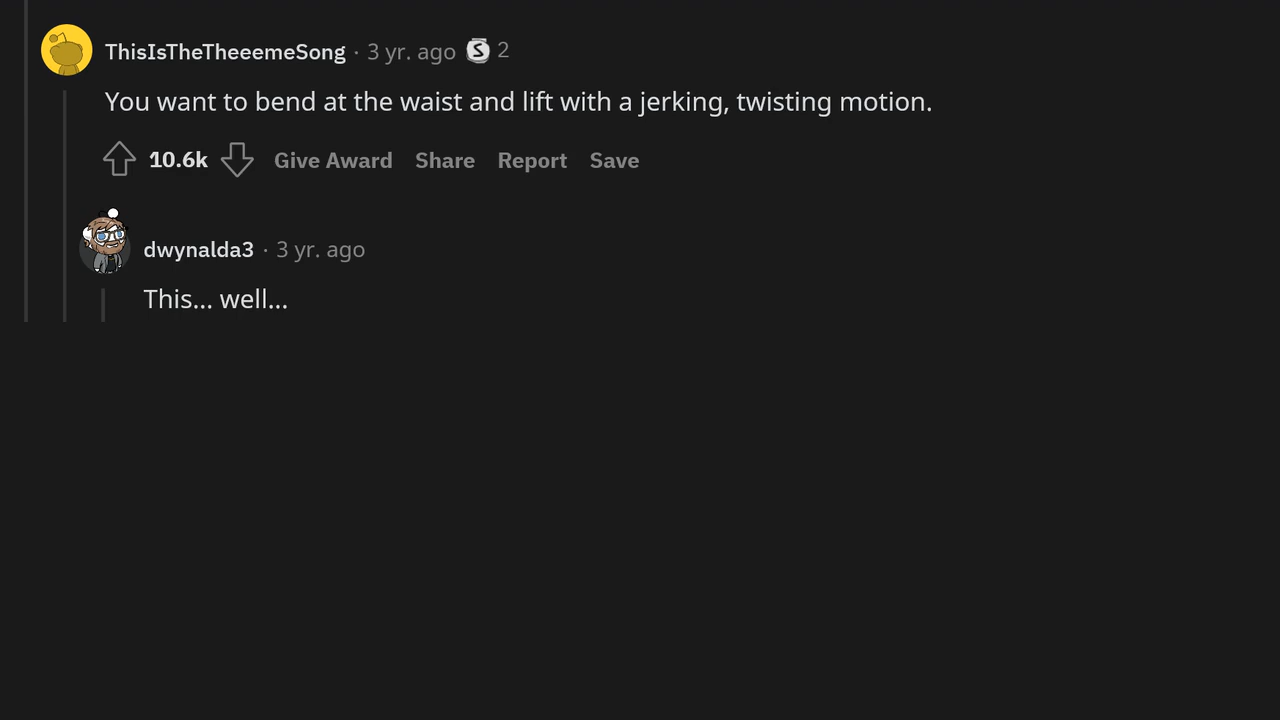 ThisIsTheTheeemeSong · 3 yr. ago S 2
You want to bend at the waist and lift with a jerking, twisting motion.
10.6k Give Award Share Report Save
dwynalda3 · 3 yr. ago
This... well...